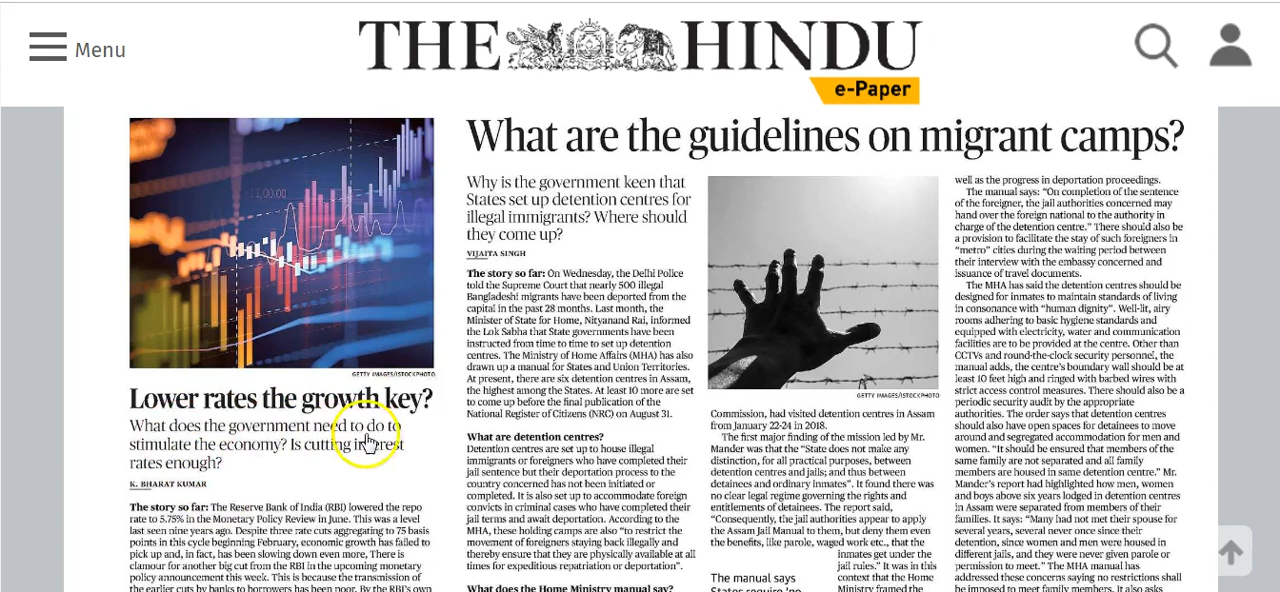 Menu
THE HINDU
e-Paper
11,00.00
GETTY IMAGES/ISTOCKPHOTO
Lower rates the growth key?
What does the government need to do to
stimulate the economy? Is cutting interest
rates enough?
K. BHARAT KUMAR
The story so far: The Reserve Bank of India (RBI) lowered the repo
rate to 5.75% in the Monetary Policy Review in June. This was a level
last seen nine years ago. Despite three rate cuts aggregating to 75 basis
points in this cycle beginning February, economic growth has failed to
pick up and, in fact, has been slowing down even more, There is
clamour for another big cut from the RBI in the upcoming monetary
policy announcement this week. This is because the transmission of
the earlier cuts by banks to borrowers has been poor. By the RBI's own
What are the guidelines on migrant camps?
Why is the government keen that
States set up detention centres for
illegal immigrants? Where should
they come up?
VIJAITA SINGH
The story so far: On Wednesday, the Delhi Police
told the Supreme Court that nearly 500 illegal
Bangladeshi migrants have been deported from the
capital in the past 28 months. Last month, the
Minister of State for Home, Nityanand Rai, informed
the Lok Sabha that State governments have been
instructed from time to time to set up detention
centres. The Ministry of Home Affairs (MHA) has also
drawn up a manual for States and Union Territories.
At present, there are six detention centres in Assam,
the highest among the States. At least 10 more are set
to come up before the final publication of the
National Register of Citizens (NRC) on August 31.
What are detention centres?
Detention centres are set up to house illegal
immigrants or foreigners who have completed their
jail sentence but their deportation process to the
country concerned has not been initiated or
completed. It is also set up to accommodate foreign
convicts in criminal cases who have completed their
jail terms and await deportation. According to the
MHA, these holding camps are also "to restrict the
movement of foreigners staying back illegally and
thereby ensure that they are physically available at all
times for expeditious repatriation or deportation".
What does the Home Ministry manual say?
GETTY IMAGES/ISTOCKPHOTO
Commission, had visited detention centres in Assam
from January 22-24 in 2018.
The first major finding of the mission led by Mr.
Mander was that the "State does not make any
distinction, for all practical purposes, between
detention centres and jails; and thus between
detainees and ordinary inmates". It found there was
no clear legal regime governing the rights and
entitlements of detainees. The report said,
"Consequently, the jail authorities appear to apply
the Assam Jail Manual to them, but deny them even
the benefits, like parole, waged work etc., that the
inmates get under the
jail rules." It was in this
context that the Home
Ministry framed the
The manual says
States require 'no
well as the progress in deportation proceedings.
The manual says: "On completion of the sentence
of the foreigner, the jail authorities concerned may
hand over the foreign national to the authority in
charge of the detention centre." There should also be
a provision to facilitate the stay of such foreigners in
"metro" cities during the waiting period between
their interview with the embassy concerned and
issuance of travel documents.
The MHA has said the detention centres should be
designed for inmates to maintain standards of living
in consonance with "human dignity". Well-lit, airy
rooms adhering to basic hygiene standards and
equipped with electricity, water and communication
facilities are to be provided at the centre. Other than
CCTVs and round-the-clock security personnel, the
manual adds, the centre's boundary wall should be at
least 10 feet high and ringed with barbed wires with
strict access control measures. There should also be a
periodic security audit by the appropriate
authorities. The order says that detention centres
should also have open spaces for detainees to move
around and segregated accommodation for men and
women. "It should be ensured that members of the
same family are not separated and all family
members are housed in same detention centre." Mr.
Mander's report had highlighted how men, women
and boys above six years lodged in detention centres
in Assam were separated from members of their
families. It says: "Many had not met their spouse for
several years, several never once since their
detention, since women and men were housed in
different jails, and they were never given parole or
permission to meet." The MHA manual has
addressed these concerns saying no restrictions shall
be imposed to meet family members. It also asks